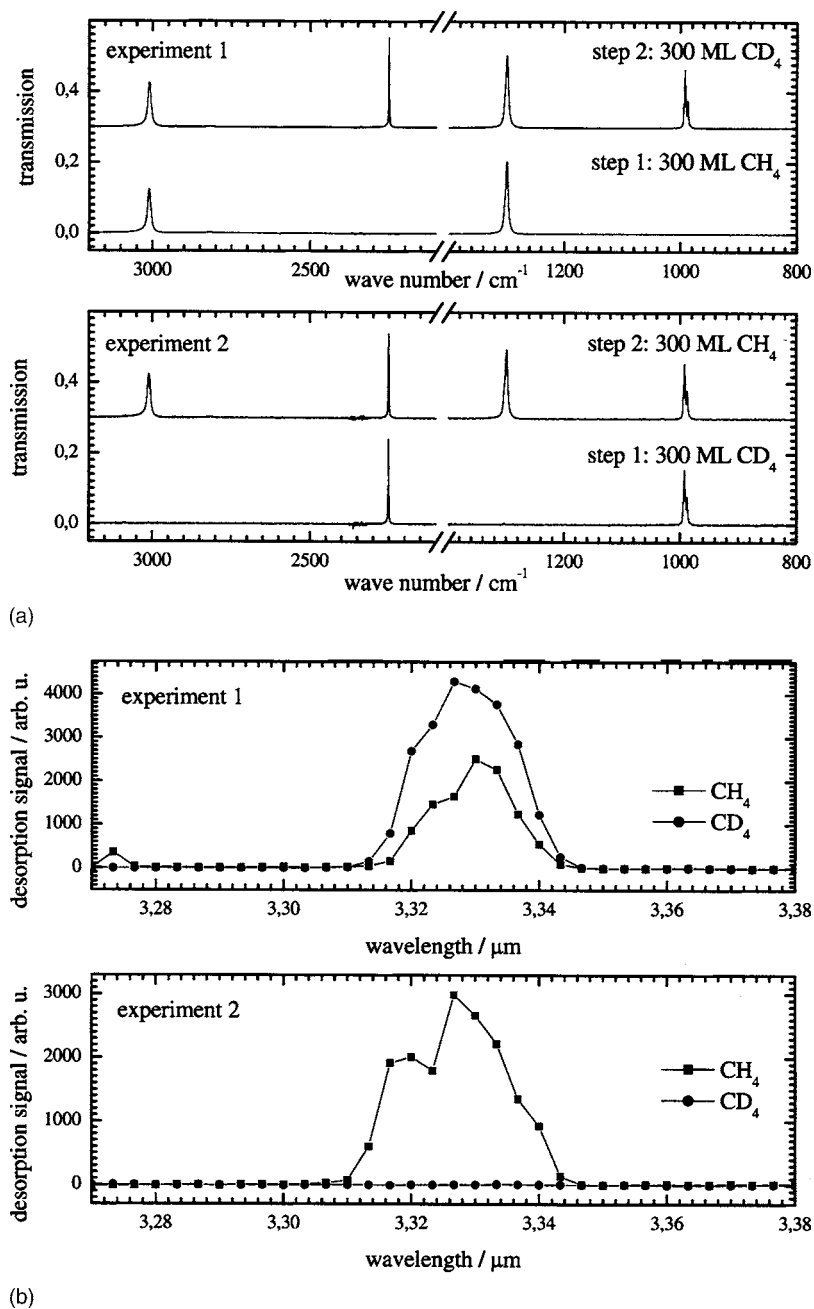 experiment 1
step 2: 300 ML CD4
step 1: 300 ML CH4
transmission
0,4
0,2
0,0
3000 2500 1200 1000 800
wave number / cm-1
experiment 2
step 2: 300 ML CH4
step 1: 300 ML CD4
transmission
0,4
0,2
0,0
3000 2500 1200 1000 800
wave number / cm-1
(a)
experiment 1
desorption signal / arb. u.
4000
3000
2000
1000
0
CH4
CD4
3,28 3,30 3,32 3,34 3,36 3,38
wavelength / μm
experiment 2
desorption signal / arb. u.
3000
2000
1000
0
CH4
CD4
3,28 3,30 3,32 3,34 3,36 3,38
wavelength / μm
(b)